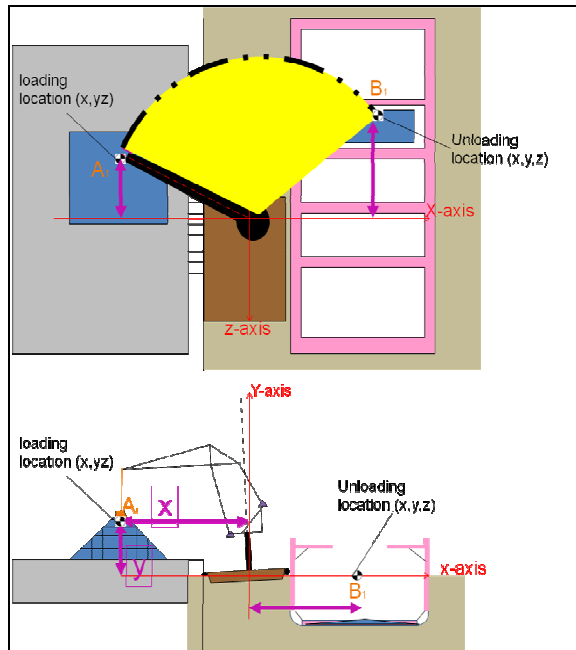 loading
location (x,yz)
B1
A1
Unloading
location (x,y,z)
X-axis
z-axis
Y-axis
loading
location (x,yz)
A1
X
Unloading
location (x,y,z)
y
x-axis
B1